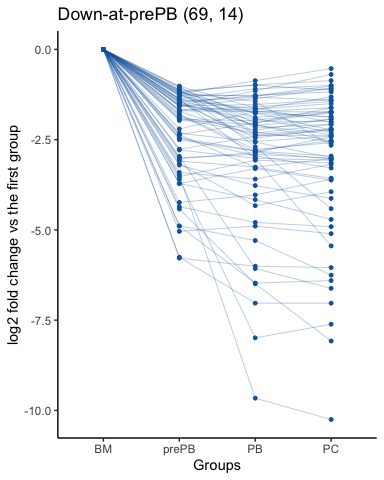 Down-at-prePB (69, 14)
log2 fold change vs the first group
0.0
-2.5
-5.0
-7.5
-10.0
BM prePB PB PC
Groups